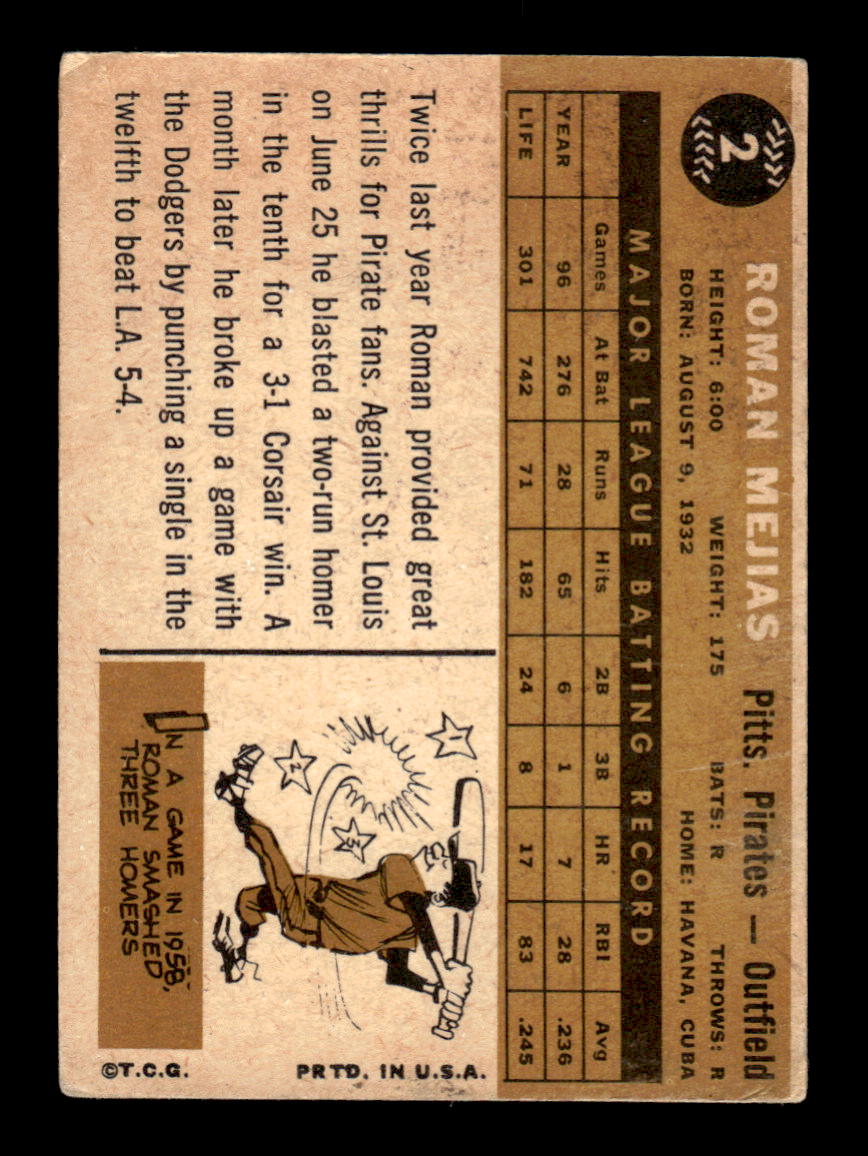 2
ROMAN MEJIAS Pitts. Pirates — Outfield
HEIGHT: 6:00 WEIGHT: 175 BATS: R THROWS: R
BORN: AUGUST 9, 1932 HOME: HAVANA, CUBA
MAJOR LEAGUE BATTING RECORD
Games At Bat Runs Hits 2B 3B HR RBI Avg
YEAR 96 276 28 65 6 1 7 28 .236
LIFE 301 742 71 182 24 8 17 83 .245
Twice last year Roman provided great
thrills for Pirate fans. Against St. Louis
on June 25 he blasted a two-run homer
in the tenth for a 3-1 Corsair win. A
month later he broke up a game with
the Dodgers by punching a single in the
twelfth to beat L.A. 5-4.
1
2
3
IN A GAME IN 1958,
ROMAN SMASHED
THREE HOMERS
PRTD. IN U.S.A.
©T.C.G.